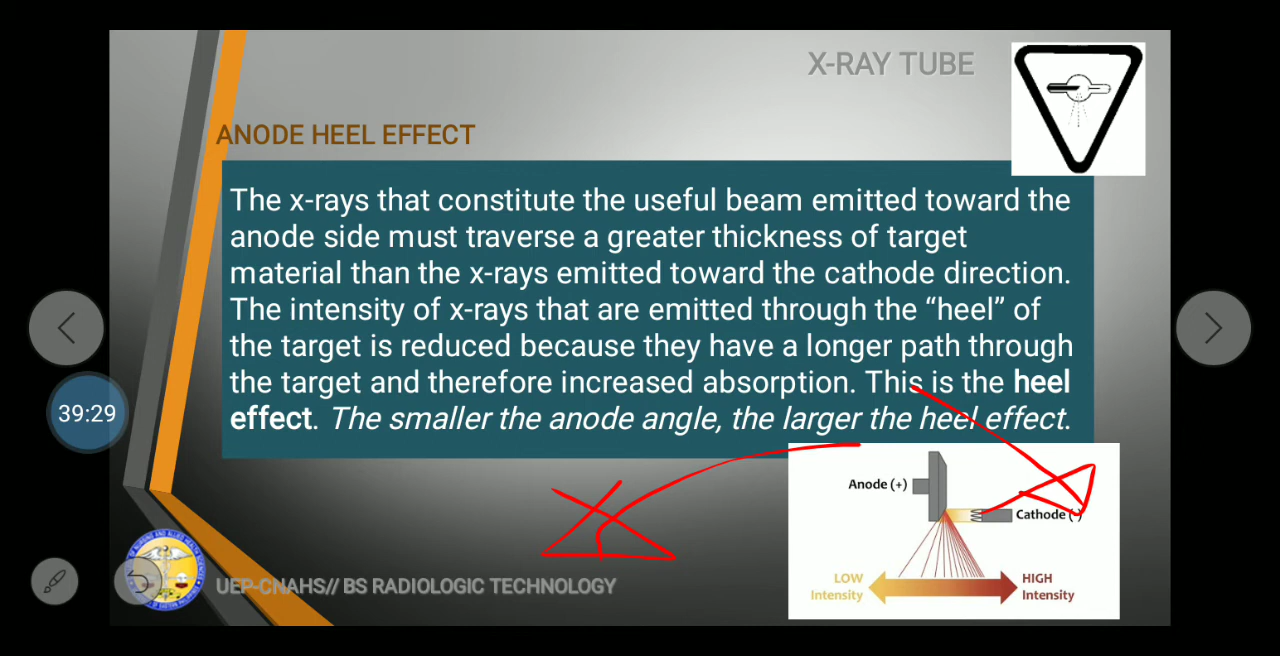 X-RAY TUBE
ANODE HEEL EFFECT
The x-rays that constitute the useful beam emitted toward the
anode side must traverse a greater thickness of target
material than the x-rays emitted toward the cathode direction.
The intensity of x-rays that are emitted through the “heel” of
the target is reduced because they have a longer path through
the target and therefore increased absorption. This is the heel
effect. The smaller the anode angle, the larger the heel effect.
39:29
Anode (+)
Cathode (-)
LOW
Intensity
HIGH
Intensity
UEP-CNAHS// BS RADIOLOGIC TECHNOLOGY